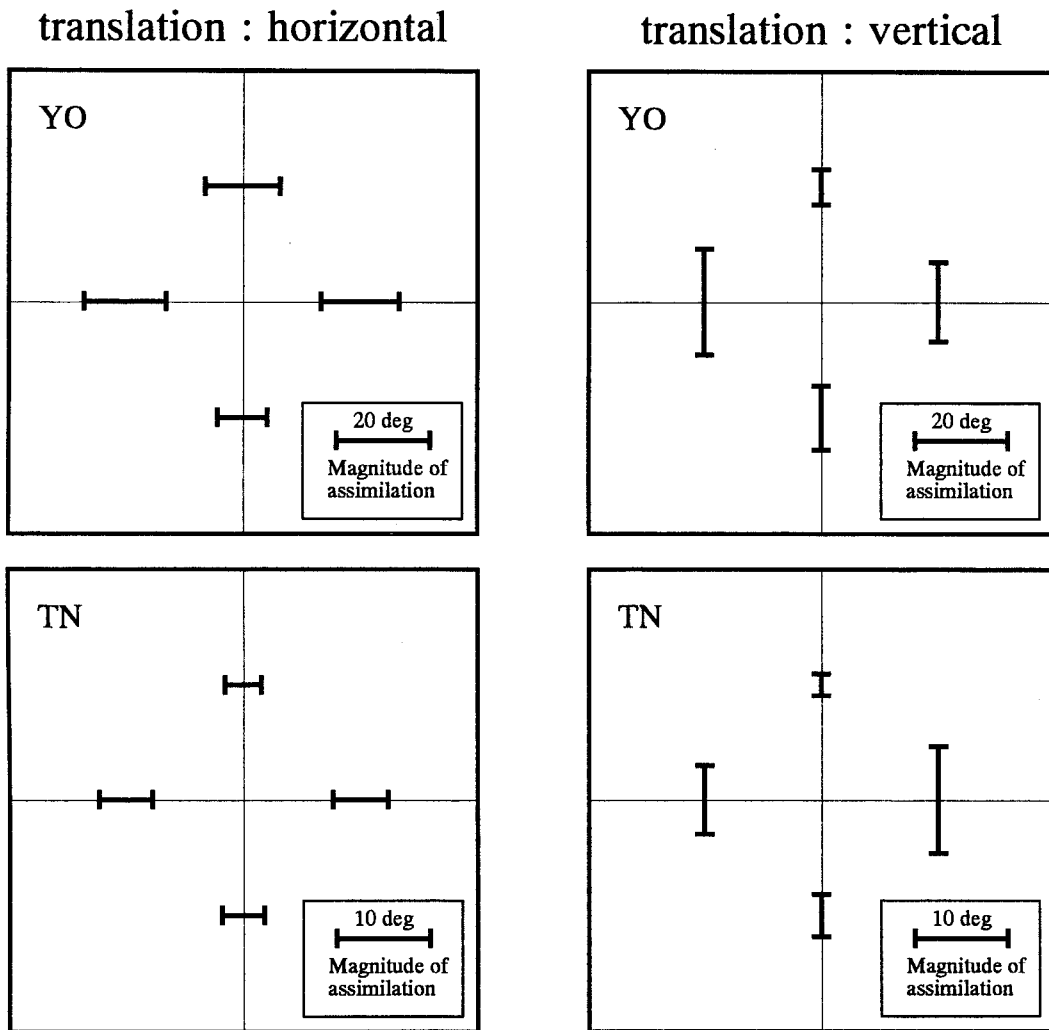 translation : horizontal
translation : vertical
YO
20 deg
Magnitude of
assimilation
YO
20 deg
Magnitude of
assimilation
TN
10 deg
Magnitude of
assimilation
TN
10 deg
Magnitude of
assimilation